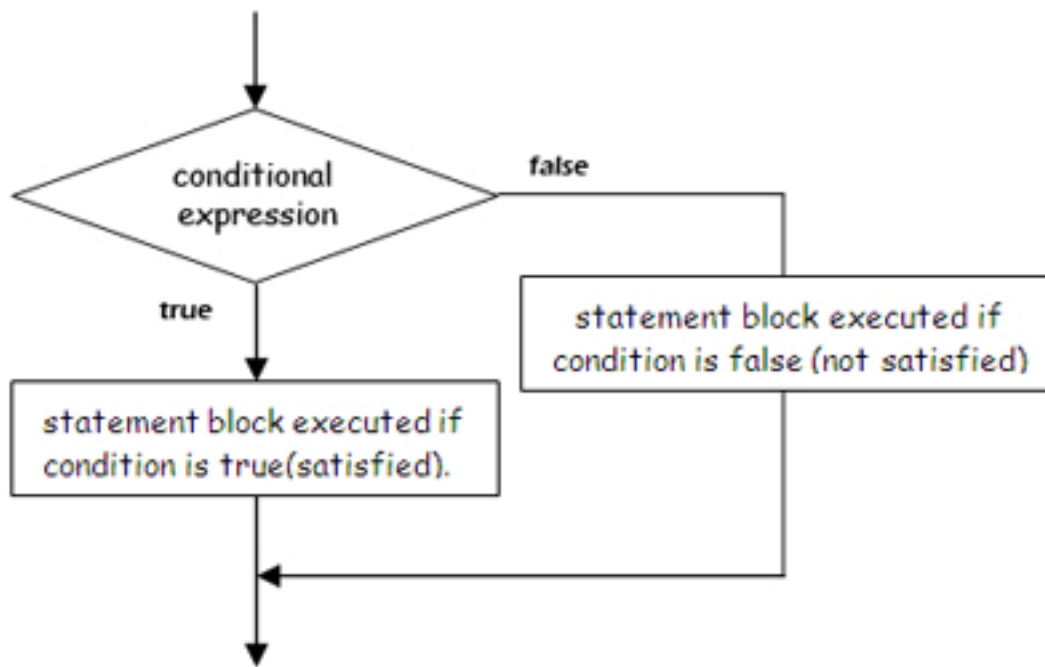 conditional
expression
false
true
statement block executed if
condition is false (not satisfied)
statement block executed if
condition is true(satisfied).